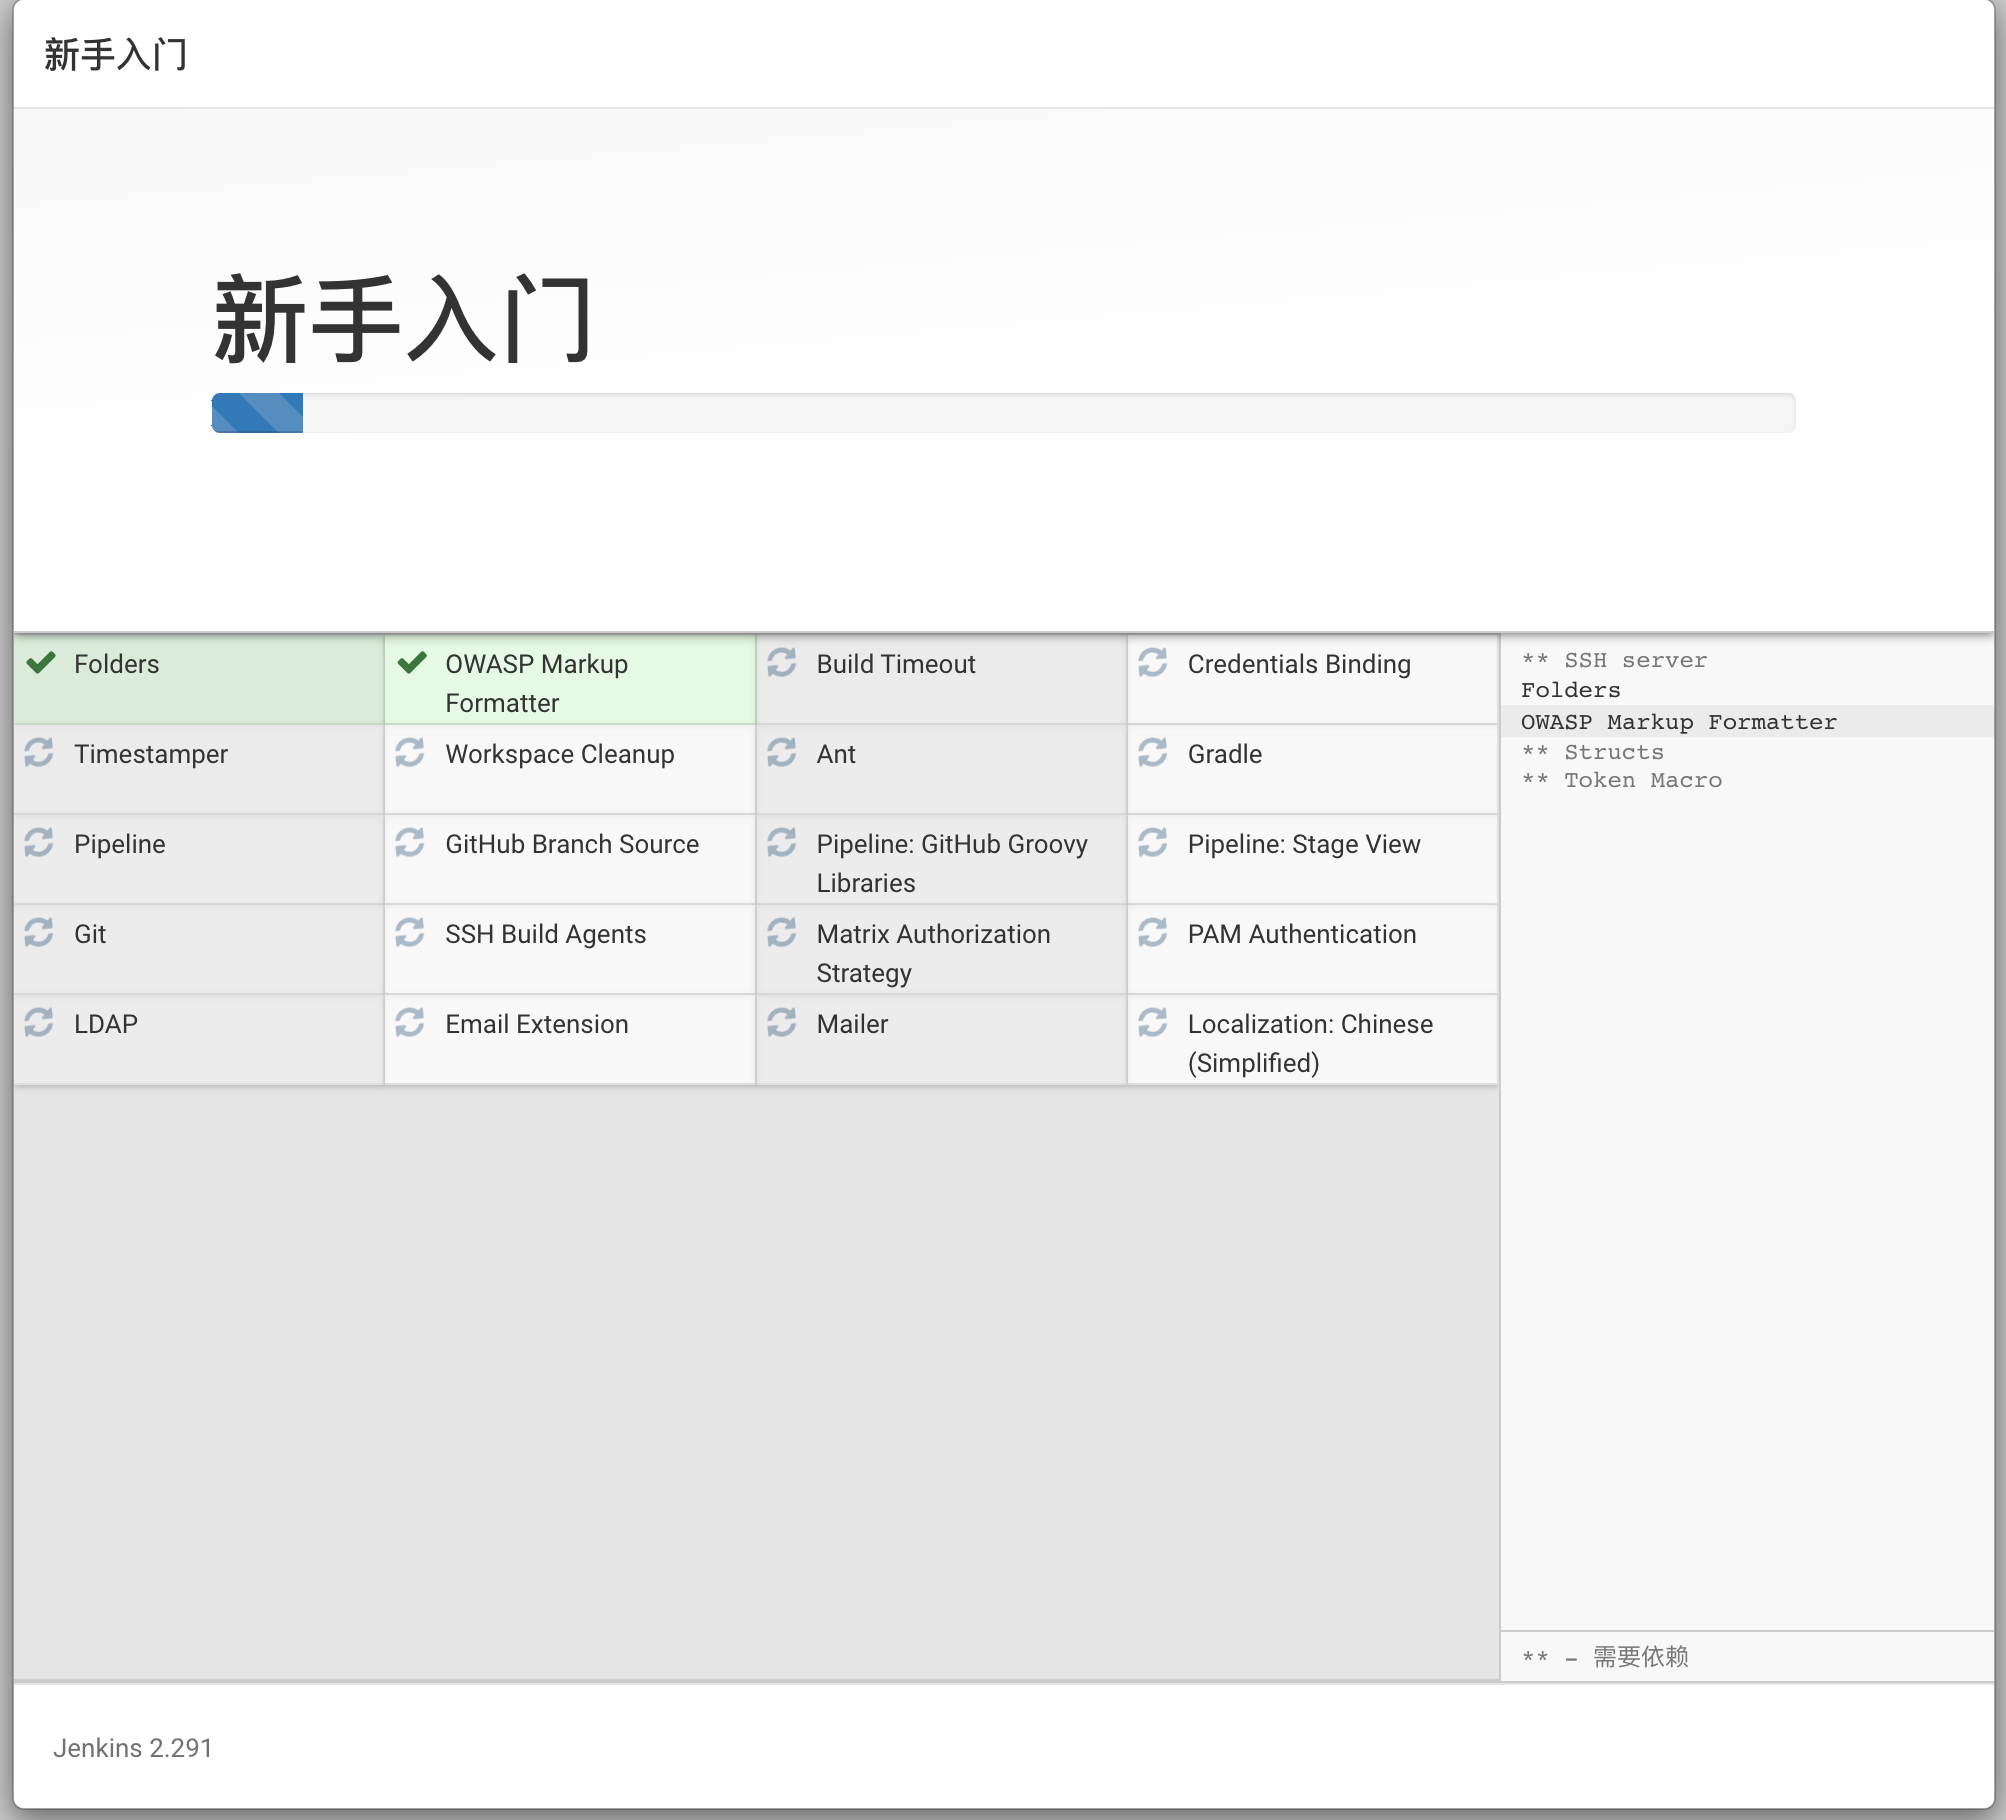 新手入门
新手入门
Folders
OWASP Markup
Formatter
Build Timeout
Credentials Binding
Timestamper
Workspace Cleanup
Ant
Gradle
Pipeline
GitHub Branch Source
Pipeline: GitHub Groovy
Libraries
Pipeline: Stage View
Git
SSH Build Agents
Matrix Authorization
Strategy
PAM Authentication
LDAP
Email Extension
Mailer
Localization: Chinese
(Simplified)
** SSH server
Folders
OWASP Markup Formatter
** Structs
** Token Macro
** - 需要依赖
Jenkins 2.291